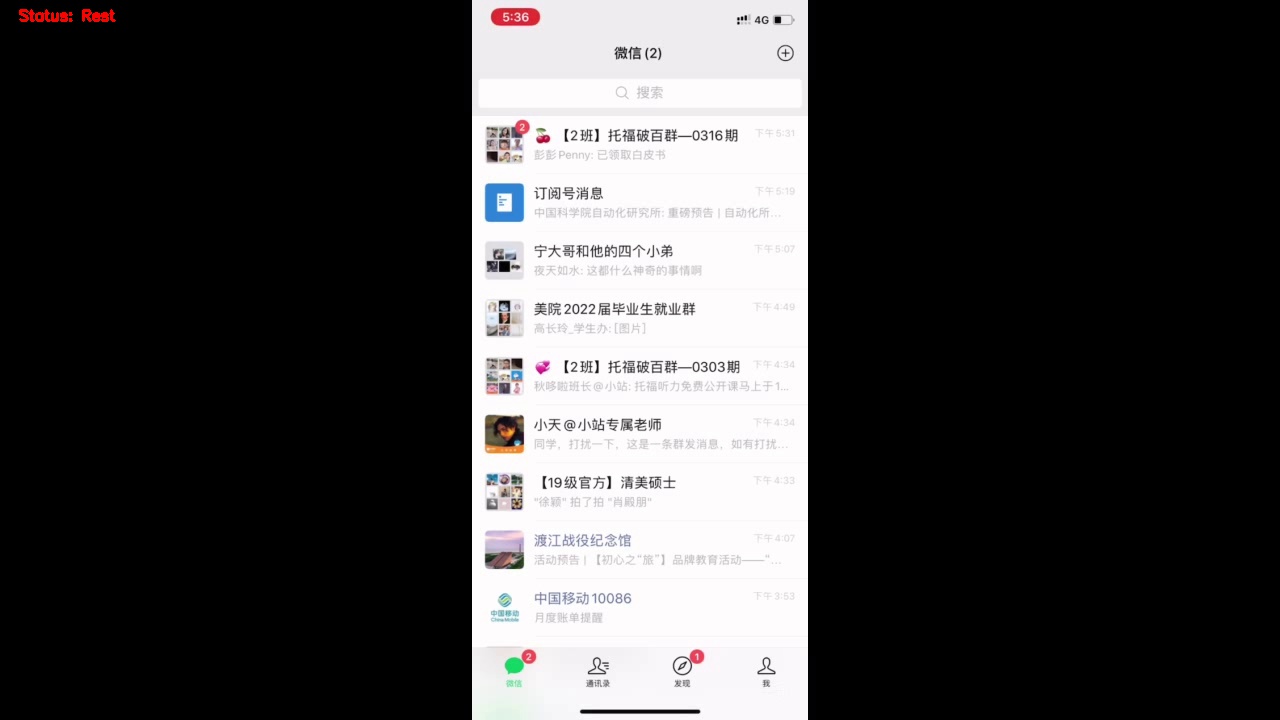 Status: Rest
5:36
4G
微信(2)
搜索
2
🍒 【2班】托福破百群—0316期
下午5:31
彭彭Penny: 已领取白皮书
订阅号消息
下午5:19
中国科学院自动化研究所: 重磅预告 | 自动化所...
宁大哥和他的四个小弟
下午5:07
夜天如水: 这都什么神奇的事情啊
美院2022届毕业生就业群
下午4:49
高长玲_学生办: [图片]
💞 【2班】托福破百群—0303期
下午4:34
秋哆啦班长@小站: 托福听力免费公开课马上于1...
小天@小站专属老师
下午4:34
同学，打扰一下，这是一条群发消息，如有打扰...
【19级官方】清美硕士
下午4:33
"徐颖" 拍了拍 "肖殿朋"
渡江战役纪念馆
下午4:07
活动预告 | 【初心之“旅”】品牌教育活动——“...
中国移动
China Mobile
中国移动10086
下午3:53
月度账单提醒
2
1
微信
通讯录
发现
我